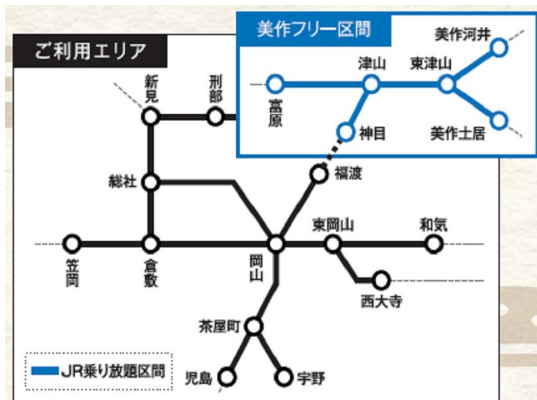 ご利用エリア
美作フリー区間
美作河井
津山
東津山
富原
神目
美作土居
新見
刑部
総社
福渡
東岡山
和気
笠岡
倉敷
岡山
西大寺
茶屋町
児島
宇野
JR乗り放題区間